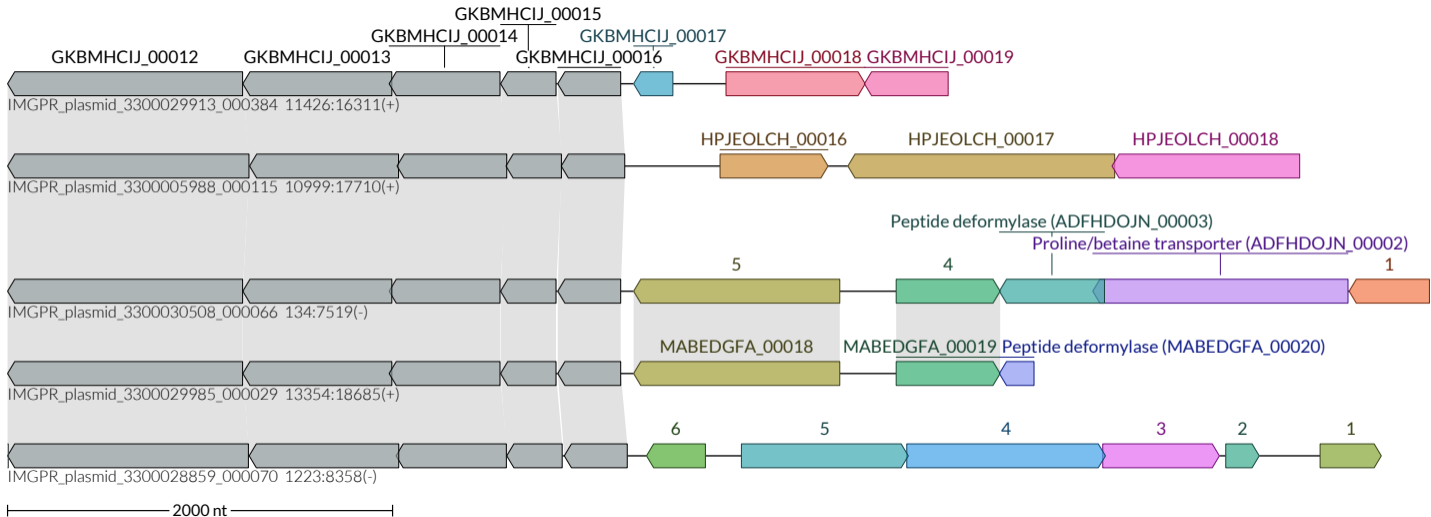 GKBMHCIJ_00015
GKBMHCIJ_00014 GKBMHCIJ_00017
GKBMHCIJ_00012 GKBMHCIJ_00013 GKBMHCIJ_00016 GKBMHCIJ_00018 GKBMHCIJ_00019
IMGPR_plasmid_3300029913_000384 11426:16311(+)
HPJEOLCH_00016 HPJEOLCH_00017 HPJEOLCH_00018
IMGPR_plasmid_3300005988_000115 10999:17710(+)
Peptide deformylase (ADFHDOJN_00003)
Proline/betaine transporter (ADFHDOJN_00002)
5 4 1
IMGPR_plasmid_3300030508_000066 134:7519(-)
MABEDGFA_00018 MABEDGFA_00019 Peptide deformylase (MABEDGFA_00020)
IMGPR_plasmid_3300029985_000029 13354:18685(+)
6 5 4 3 2 1
IMGPR_plasmid_3300028859_000070 1223:8358(-)
2000 nt